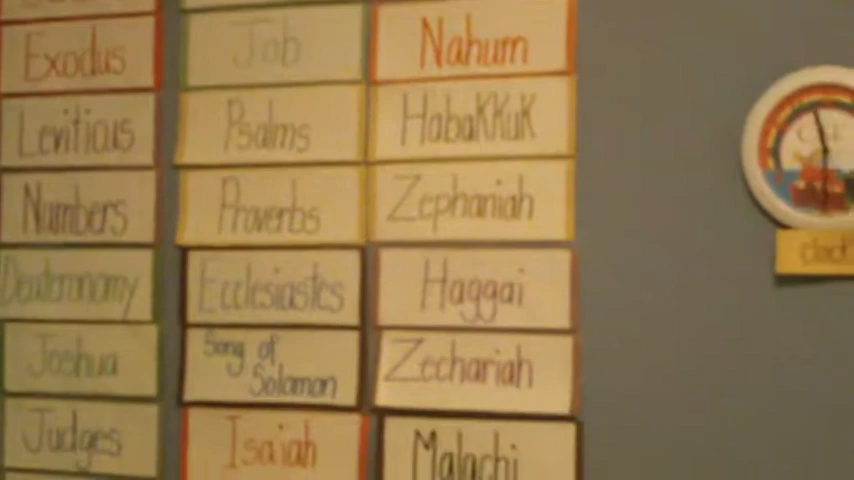 Exodus
Leviticus
Numbers
Deuteronomy
Joshua
Judges
Job
Psalms
Proverbs
Ecclesiastes
Song of
Solomon
Isaiah
Nahum
HabaKKuK
Zephaniah
Haggai
Zechariah
Malachi
clock